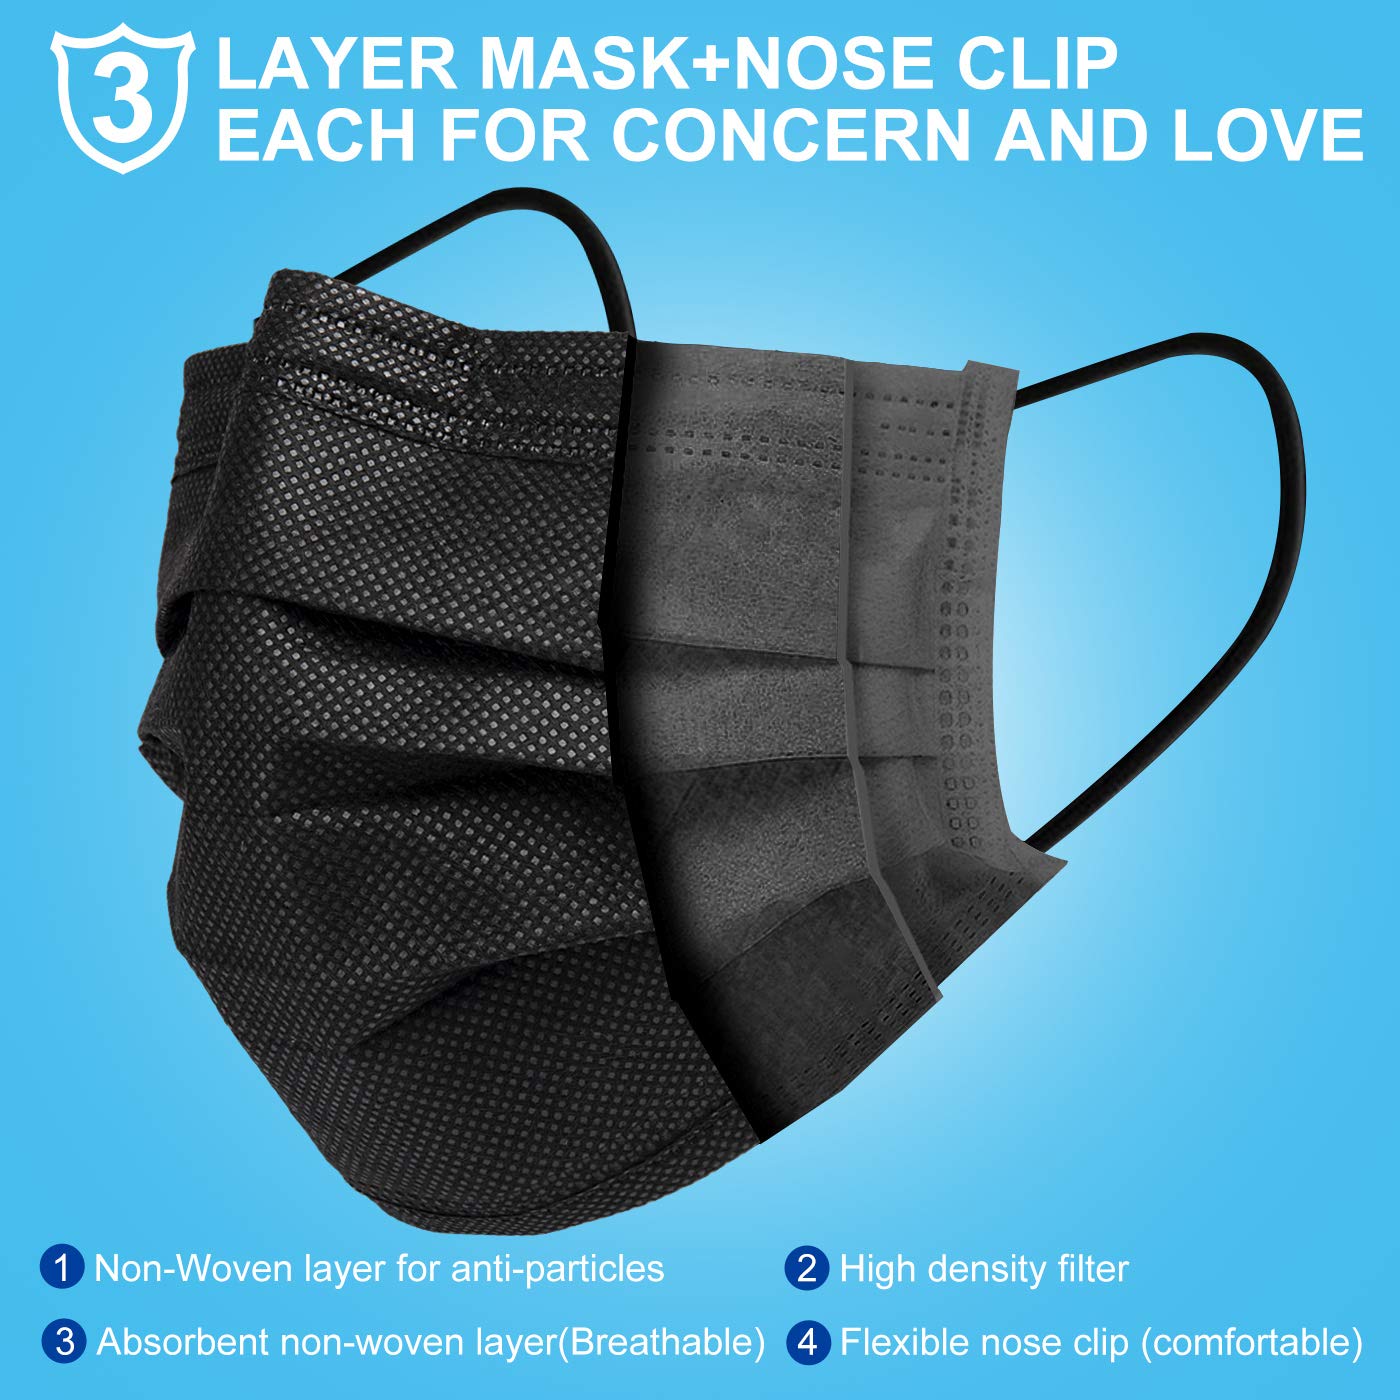 3 LAYER MASK+NOSE CLIP
EACH FOR CONCERN AND LOVE
1 Non-Woven layer for anti-particles
2 High density filter
3 Absorbent non-woven layer(Breathable)
4 Flexible nose clip (comfortable)